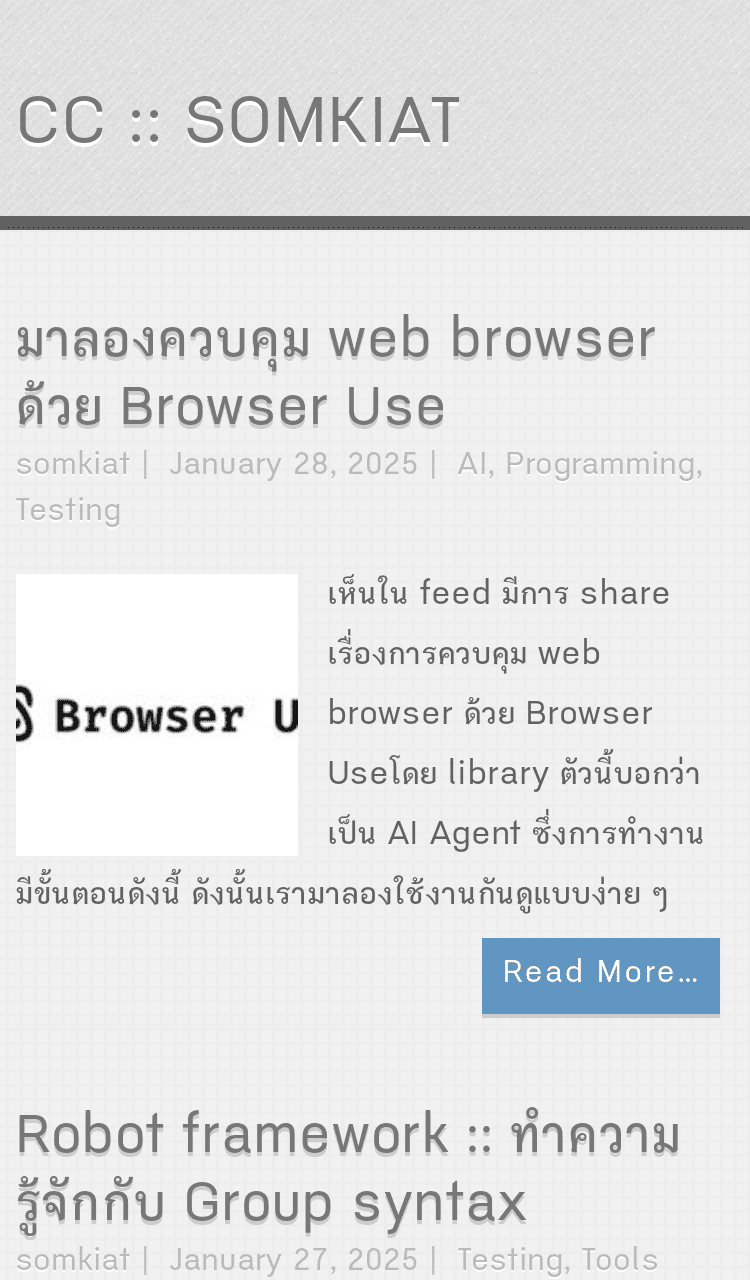 CC :: SOMKIAT
มาลองควบคุม web browser
ด้วย Browser Use
somkiat | January 28, 2025 | AI, Programming,
Testing
Browser U
เห็นใน feed มีการ share
เรื่องการควบคุม web
browser ด้วย Browser
Useโดย library ตัวนี้บอกว่า
เป็น AI Agent ซึ่งการทำงาน
มีขั้นตอนดังนี้ ดังนั้นเรามาลองใช้งานกันดูแบบง่าย ๆ
Read More…
Robot framework :: ทำความ
รู้จักกับ Group syntax
somkiat | January 27, 2025 | Testing, Tools